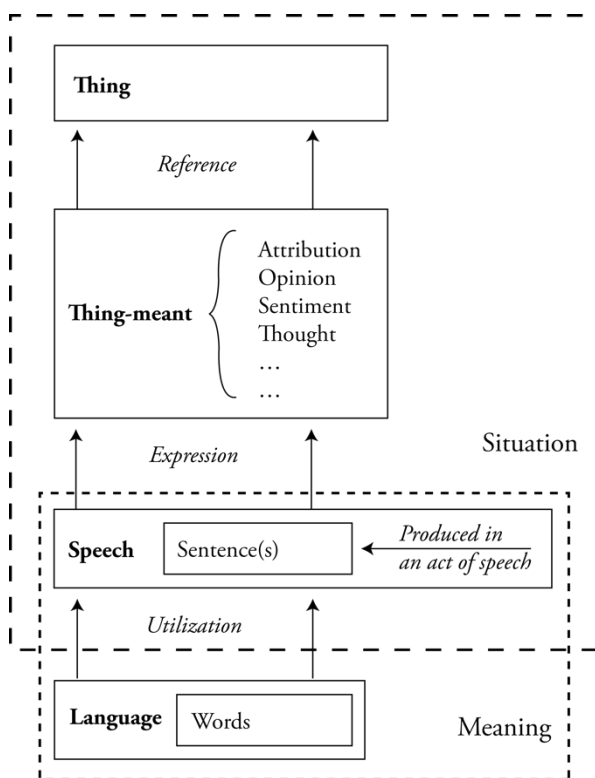 Thing
Reference
Attribution
Opinion
Sentiment
Thing-meant
Thought
…
…
Situation
Expression
Produced in
Speech
Sentence(s)
an act of speech
Utilization
Language
Words
Meaning